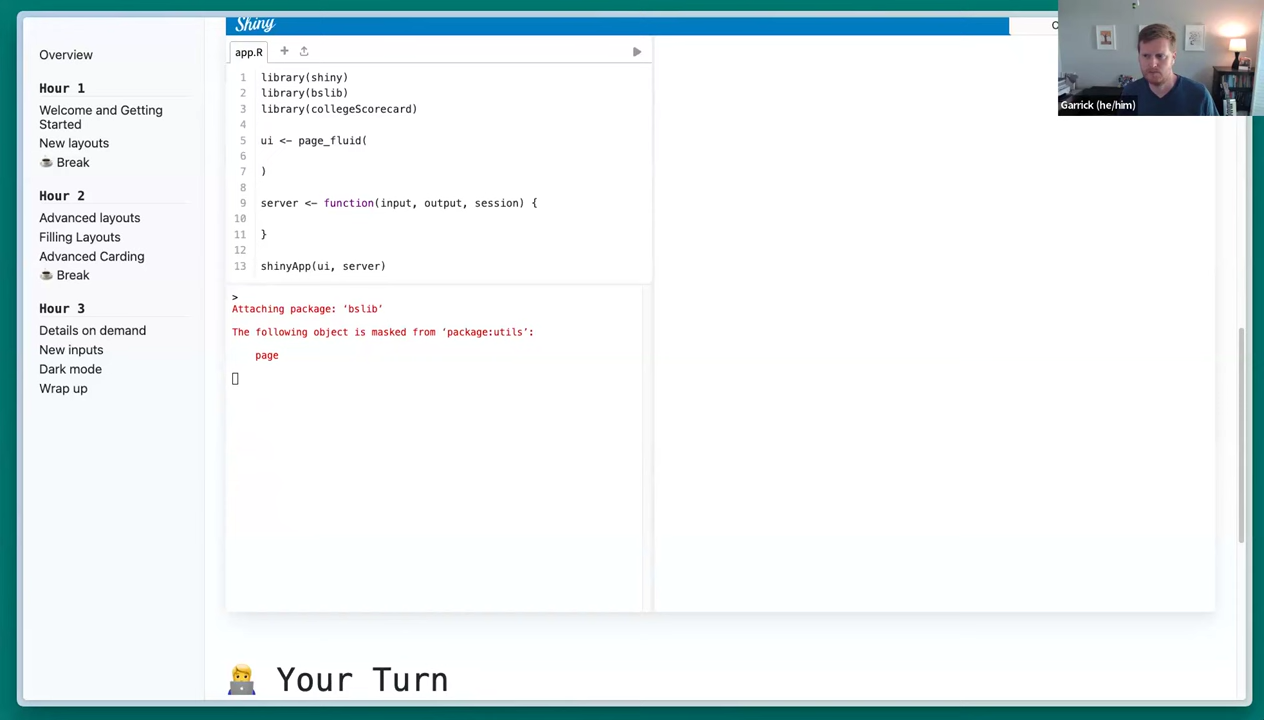 Shiny
Garrick (he/him)
Overview
Hour 1
Welcome and Getting
Started
New layouts
Break
Hour 2
Advanced layouts
Filling Layouts
Advanced Carding
Break
Hour 3
Details on demand
New inputs
Dark mode
Wrap up
app.R +
1 library(shiny)
2 library(bslib)
3 library(collegeScorecard)
4
5 ui <- page_fluid(
6
7 )
8
9 server <- function(input, output, session) {
10
11 }
12
13 shinyApp(ui, server)
>
Attaching package: ‘bslib’
The following object is masked from ‘package:utils’:
page
Your Turn